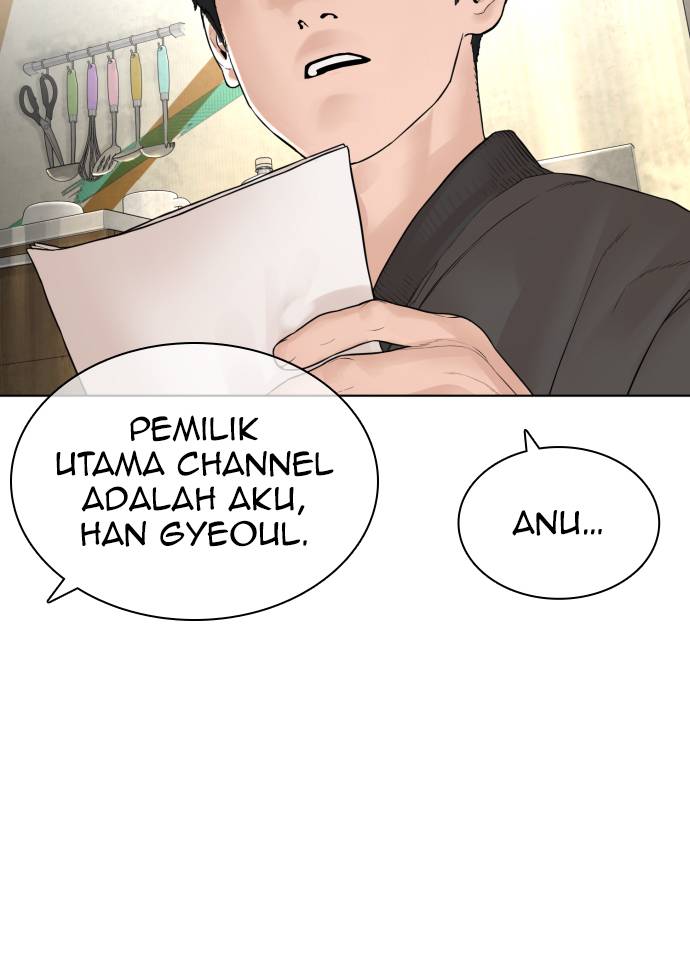 PEMILIK
UTAMA CHANNEL
ADALAH AKU,
HAN GYEOUL.
ANU...